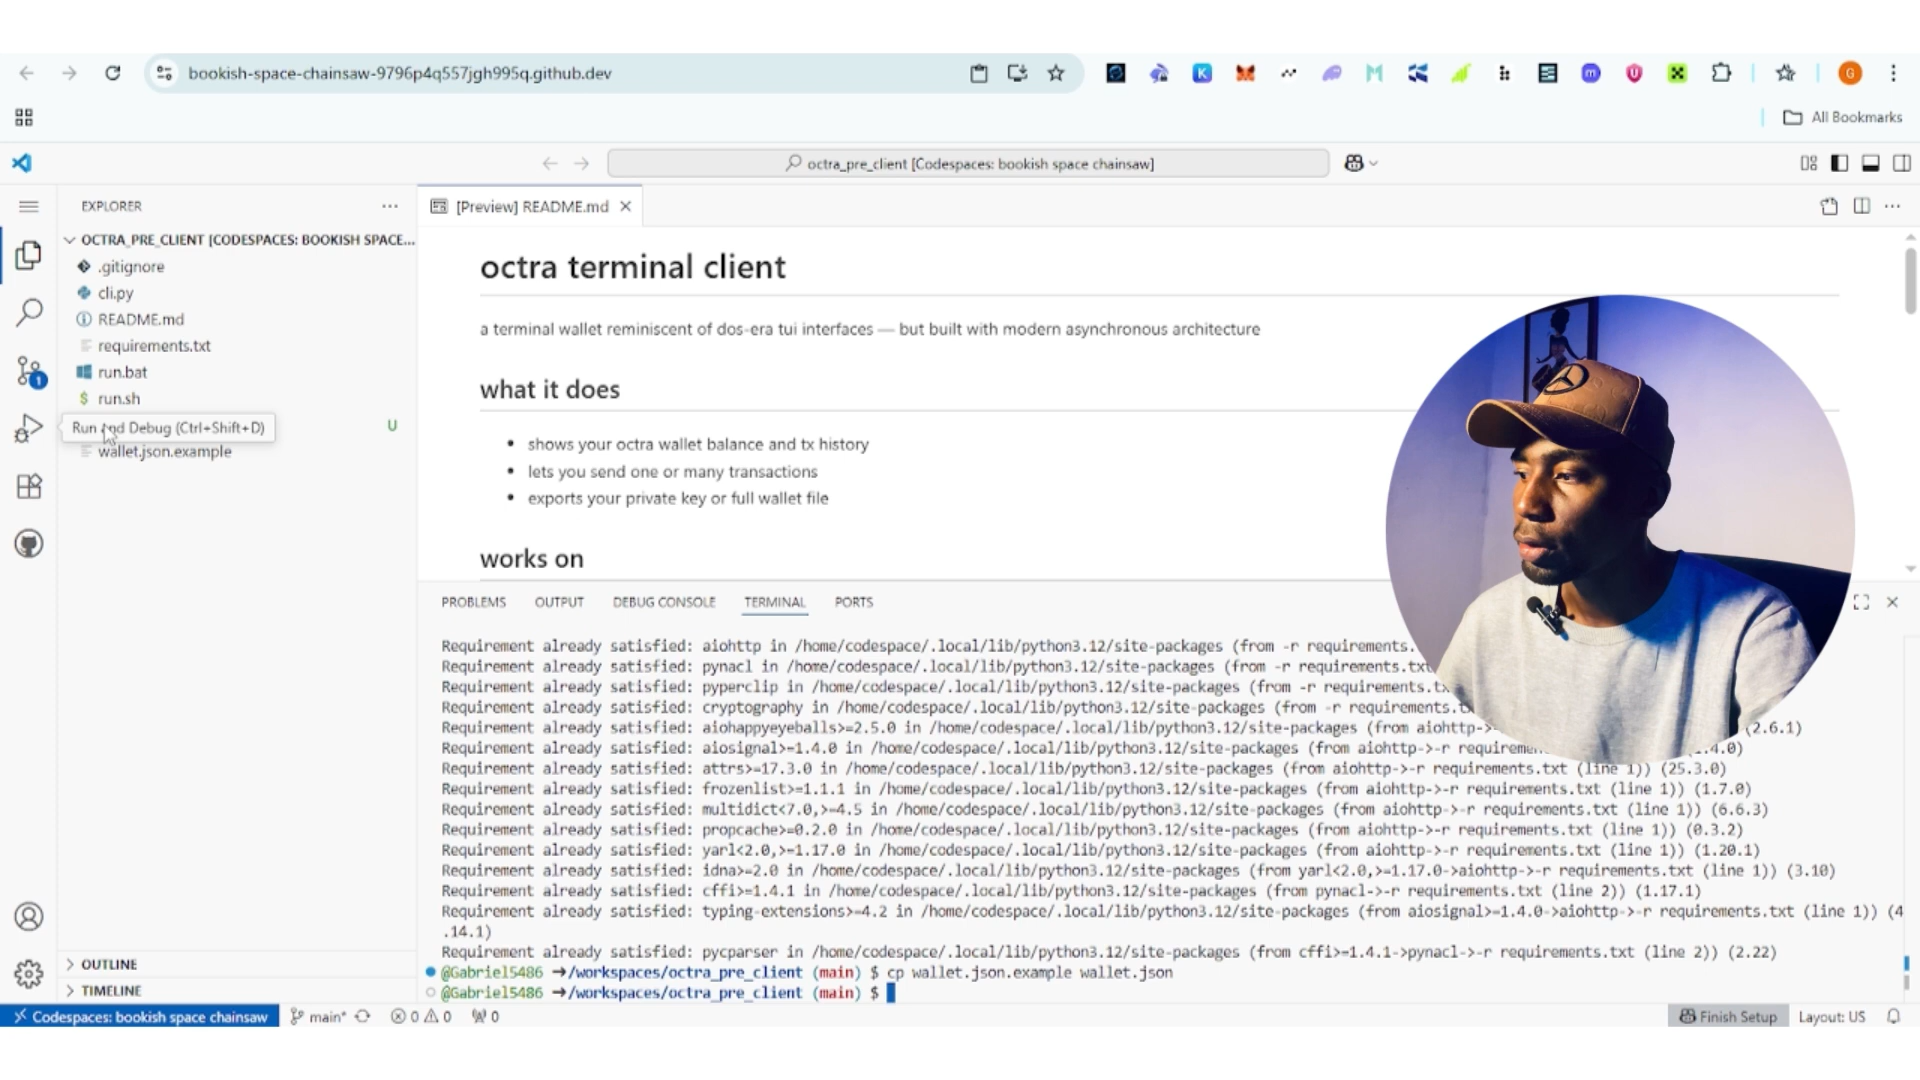 bookish-space-chainsaw-9796p4q557jgh995q.github.dev
G
All Bookmarks
octra_pre_client [Codespaces: bookish space chainsaw]
EXPLORER
[Preview] README.md
OCTRA_PRE_CLIENT [CODESPACES: BOOKISH SPACE...
.gitignore
cli.py
README.md
requirements.txt
run.bat
run.sh
Run and Debug (Ctrl+Shift+D)
U
wallet.json.example
1
octra terminal client
a terminal wallet reminiscent of dos-era tui interfaces — but built with modern asynchronous architecture
what it does
• shows your octra wallet balance and tx history
• lets you send one or many transactions
• exports your private key or full wallet file
works on
PROBLEMS OUTPUT DEBUG CONSOLE TERMINAL PORTS
Requirement already satisfied: aiohttp in /home/codespace/.local/lib/python3.12/site-packages (from -r requirements.
Requirement already satisfied: pynacl in /home/codespace/.local/lib/python3.12/site-packages (from -r requirements.txt
Requirement already satisfied: pyperclip in /home/codespace/.local/lib/python3.12/site-packages (from -r requirements.tx
Requirement already satisfied: cryptography in /home/codespace/.local/lib/python3.12/site-packages (from -r requirements.t
Requirement already satisfied: aiohappyeyeballs>=2.5.0 in /home/codespace/.local/lib/python3.12/site-packages (from aiohttp-> (2.6.1)
Requirement already satisfied: aiosignal>=1.4.0 in /home/codespace/.local/lib/python3.12/site-packages (from aiohttp->-r requireme 1.4.0)
Requirement already satisfied: attrs>=17.3.0 in /home/codespace/.local/lib/python3.12/site-packages (from aiohttp->-r requirements.txt (line 1)) (25.3.0)
Requirement already satisfied: frozenlist>=1.1.1 in /home/codespace/.local/lib/python3.12/site-packages (from aiohttp->-r requirements.txt (line 1)) (1.7.0)
Requirement already satisfied: multidict<7.0,>=4.5 in /home/codespace/.local/lib/python3.12/site-packages (from aiohttp->-r requirements.txt (line 1)) (6.6.3)
Requirement already satisfied: propcache>=0.2.0 in /home/codespace/.local/lib/python3.12/site-packages (from aiohttp->-r requirements.txt (line 1)) (0.3.2)
Requirement already satisfied: yarl<2.0,>=1.17.0 in /home/codespace/.local/lib/python3.12/site-packages (from aiohttp->-r requirements.txt (line 1)) (1.20.1)
Requirement already satisfied: idna>=2.0 in /home/codespace/.local/lib/python3.12/site-packages (from yarl<2.0,>=1.17.0->aiohttp->-r requirements.txt (line 1)) (3.10)
Requirement already satisfied: cffi>=1.4.1 in /home/codespace/.local/lib/python3.12/site-packages (from pynacl->-r requirements.txt (line 2)) (1.17.1)
Requirement already satisfied: typing-extensions>=4.2 in /home/codespace/.local/lib/python3.12/site-packages (from aiosignal>=1.4.0->aiohttp->-r requirements.txt (line 1)) (4
.14.1)
Requirement already satisfied: pycparser in /home/codespace/.local/lib/python3.12/site-packages (from cffi>=1.4.1->pynacl->-r requirements.txt (line 2)) (2.22)
@Gabriel5486 ➜/workspaces/octra_pre_client (main) $ cp wallet.json.example wallet.json
@Gabriel5486 ➜/workspaces/octra_pre_client (main) $
OUTLINE
TIMELINE
Codespaces: bookish space chainsaw main* 0 0 0 Finish Setup Layout: US